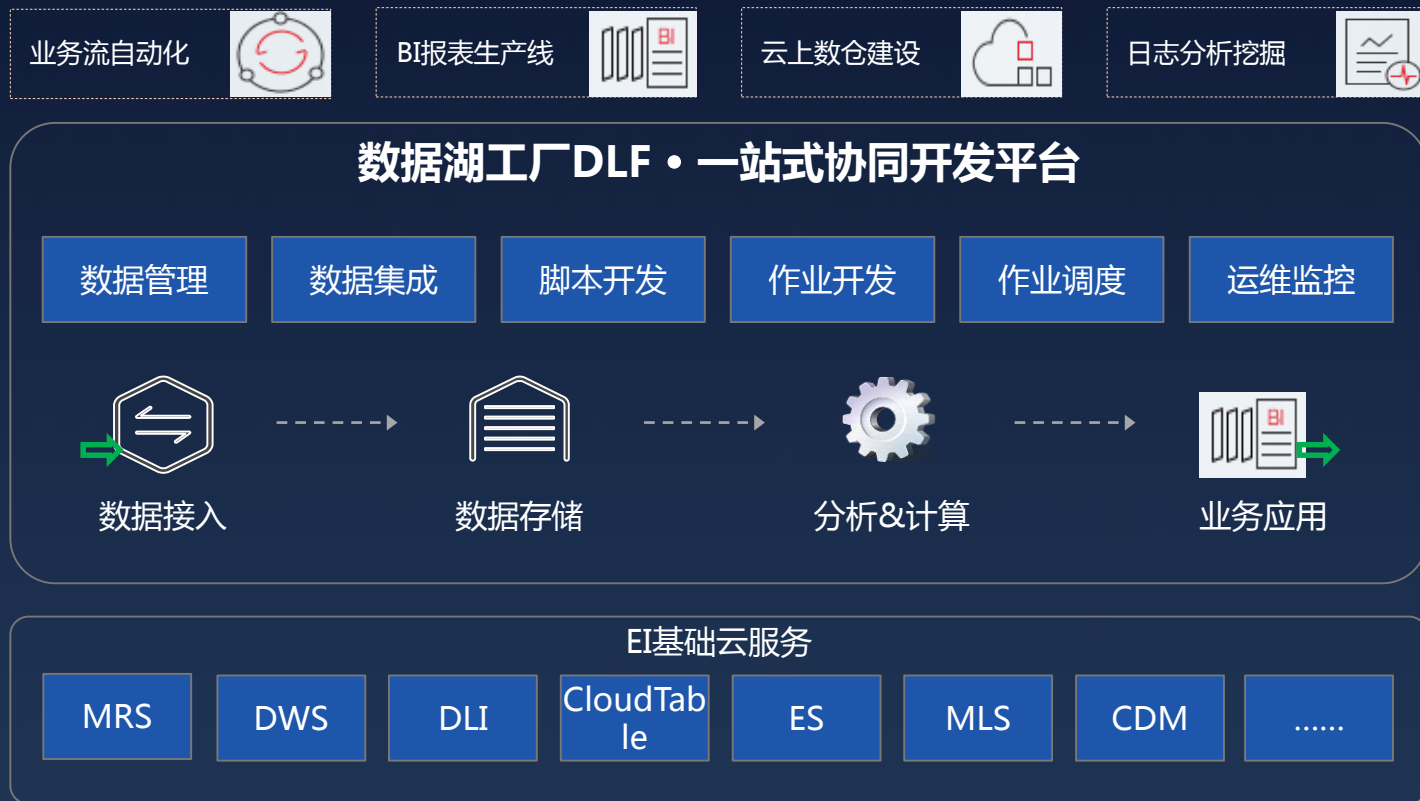 业务流自动化
BI报表生产线
BI
云上数仓建设
日志分析挖掘
数据湖工厂DLF•一站式协同开发平台
数据管理
数据集成
脚本开发
作业开发
作业调度
运维监控
BI
数据接入
数据存储
分析&计算
业务应用
EI基础云服务
MRS
DWS
DLI
CloudTab
le
ES
MLS
CDM
......